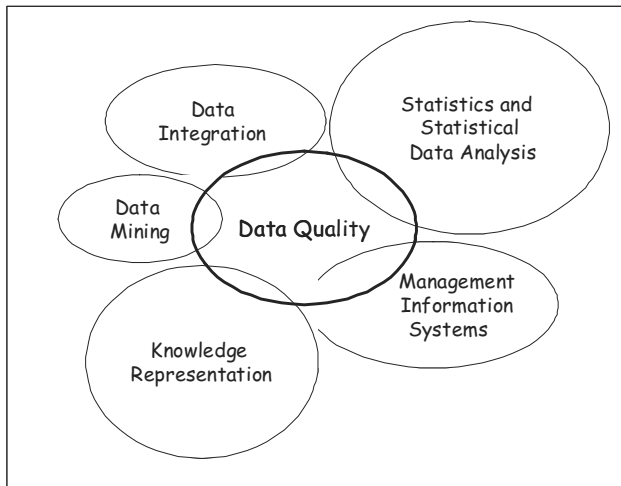 Data
Integration
Statistics and
Statistical
Data Analysis
Data
Mining
Data Quality
Management
Information
Systems
Knowledge
Representation